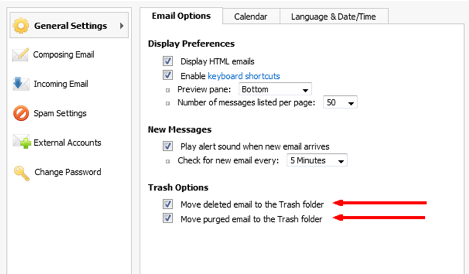 General Settings
Composing Email
Incoming Email
Spam Settings
External Accounts
Change Password
Email Options
Calendar
Language & Date/Time
Display Preferences
Display HTML emails
Enable keyboard shortcuts
Preview pane: Bottom
Number of messages listed per page: 50
New Messages
Play alert sound when new email arrives
Check for new email every: 5 Minutes
Trash Options
Move deleted email to the Trash folder
Move purged email to the Trash folder